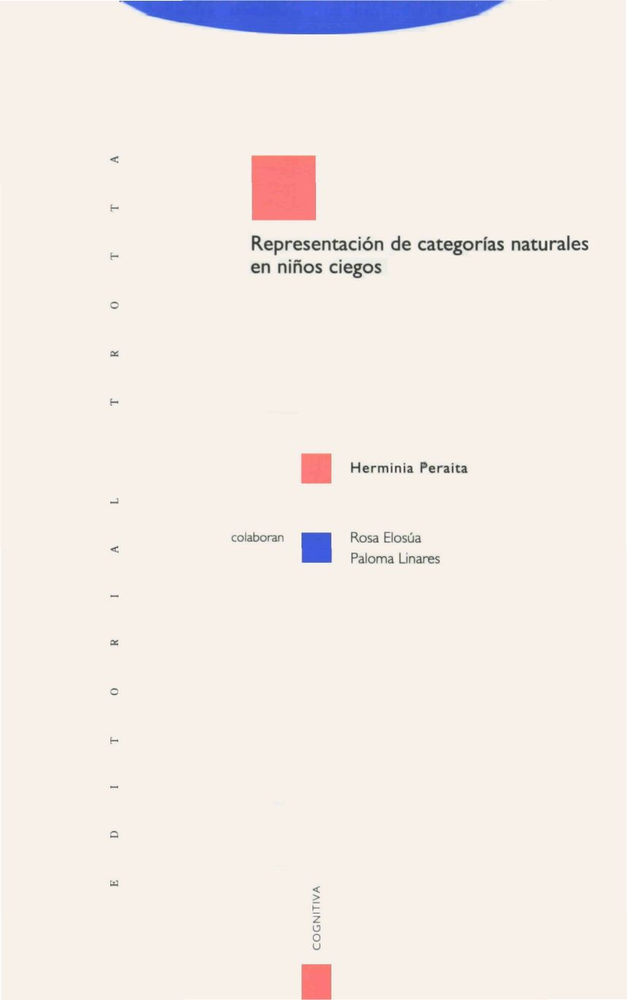 EDITORIAL TROTTA
Representación de categorías naturales
en niños ciegos
Herminia Peraita
colaboran
Rosa Elosúa
Paloma Linares
COGNITIVA